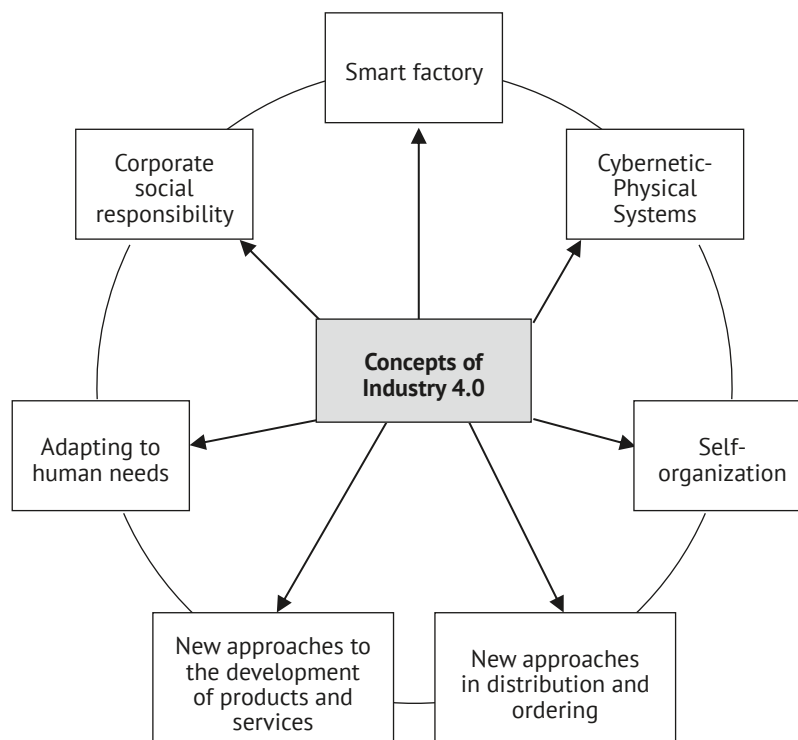 Smart factory
Corporate
social
responsibility
Cybernetic-
Physical
Systems
Concepts of
Industry 4.0
Adapting to
human needs
Self-
organization
New approaches to
the development
of products and
services
New approaches
in distribution and
ordering